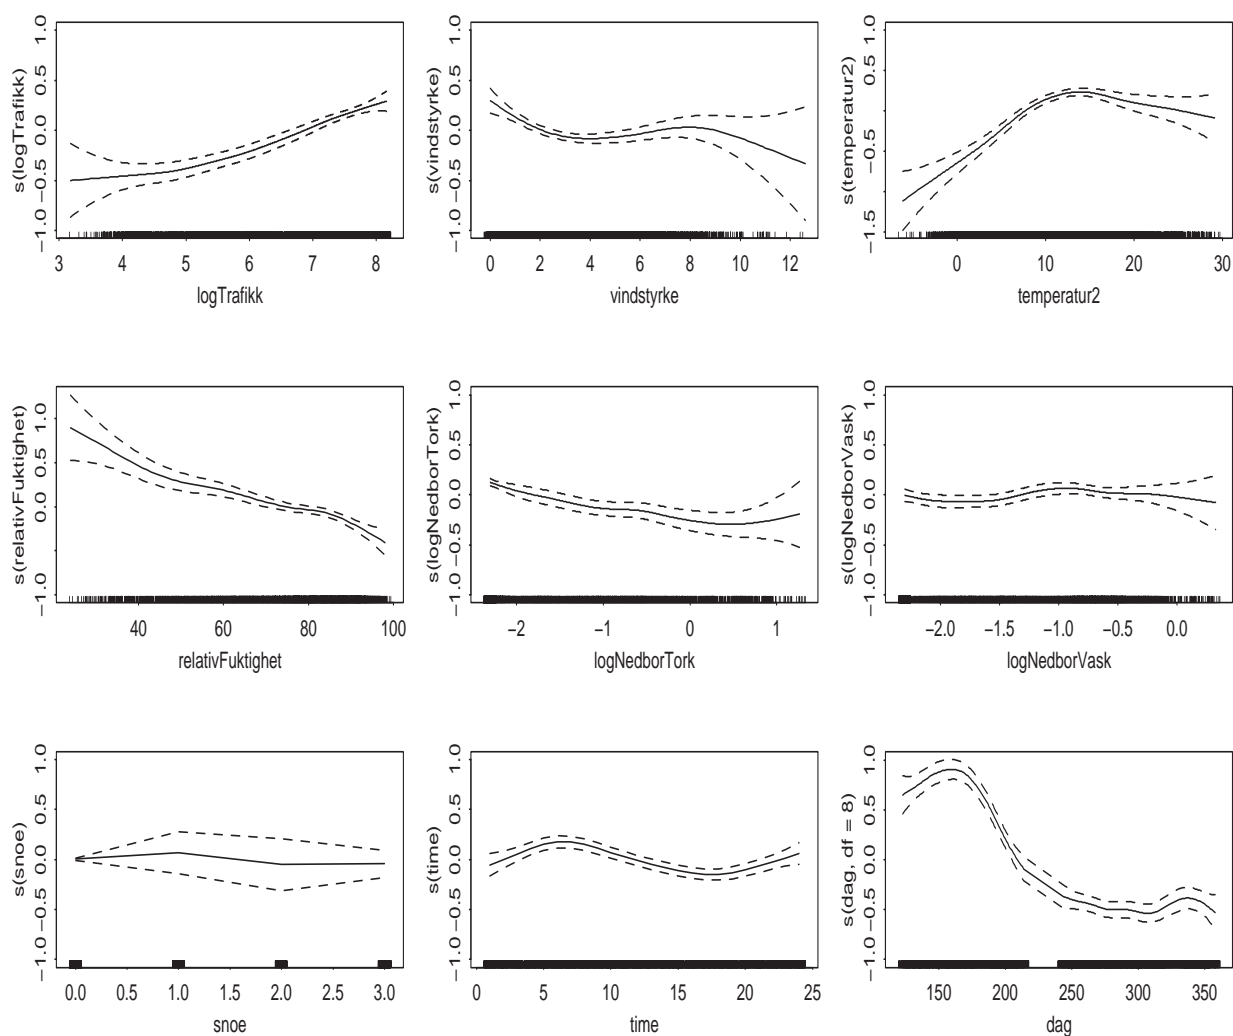 s(logTrafikk)
−1.0 −0.5 0.0 0.5 1.0
3 4 5 6 7 8
logTrafikk
s(vindstyrke)
−1.0 −0.5 0.0 0.5 1.0
0 2 4 6 8 10 12
vindstyrke
s(temperatur2)
−1.5 −0.5 0.5 1.0
0 10 20 30
temperatur2
s(relativFuktighet)
−1.0 0.0 0.5 1.0
40 60 80 100
relativFuktighet
s(logNedborTork)
−1.0 −0.5 0.0 0.5 1.0
−2 −1 0 1
logNedborTork
s(logNedborVask)
−1.0 −0.5 0.0 0.5 1.0
−2.0 −1.5 −1.0 −0.5 0.0
logNedborVask
s(snoe)
−1.0 −0.5 0.0 0.5 1.0
0.0 0.5 1.0 1.5 2.0 2.5 3.0
snoe
s(time)
−1.0 −0.5 0.0 0.5 1.0
0 5 10 15 20 25
time
s(dag, df = 8)
−1.0 −0.5 0.0 0.5 1.0
150 200 250 300 350
dag